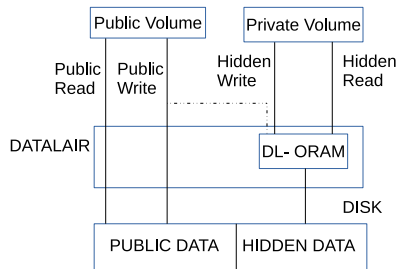 Public Volume
Private Volume
Public
Read
Public
Write
Hidden
Write
Hidden
Read
DATALAIR
DL- ORAM
DISK
PUBLIC DATA
HIDDEN DATA